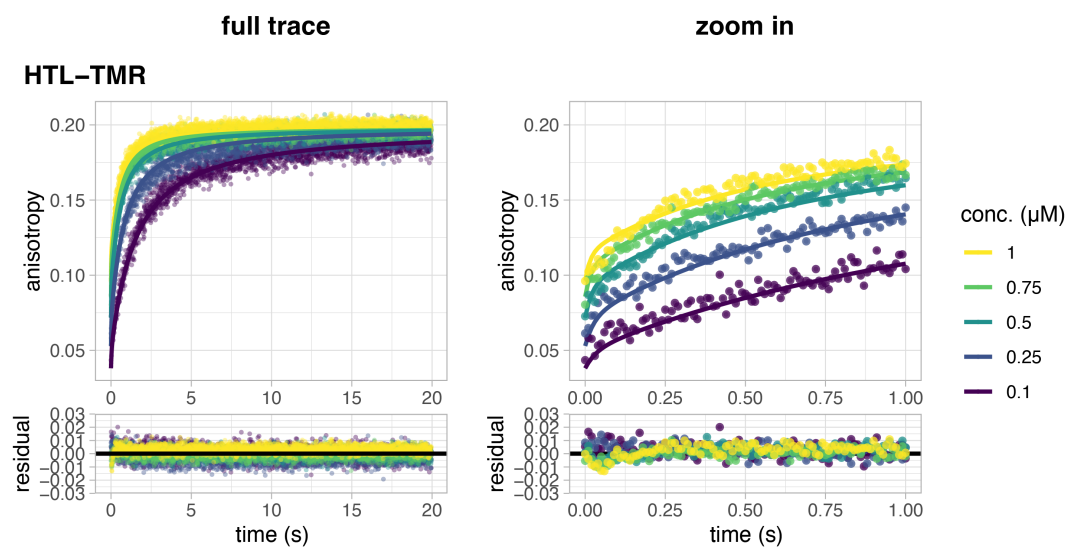 full trace
zoom in
HTL−TMR
anisotropy
0.20
0.15
0.10
0.05
0 5 10 15 20
anisotropy
0.20
0.15
0.10
0.05
0.00 0.25 0.50 0.75 1.00
conc. (µM)
1
0.75
0.5
0.25
0.1
residual
0.03
0.02
0.01
0.00
−0.01
−0.02
−0.03
0 5 10 15 20
time (s)
residual
0.03
0.02
0.01
0.00
−0.01
−0.02
−0.03
0.00 0.25 0.50 0.75 1.00
time (s)